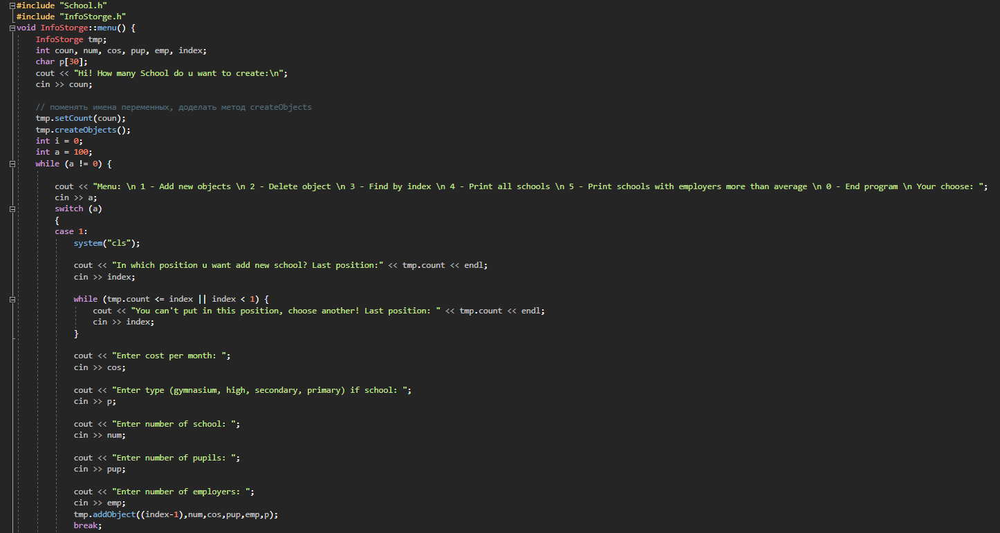 #include "School.h"
#include "InfoStorge.h"
void InfoStorge::menu() {
InfoStorge tmp;
int coun, num, cos, pup, emp, index;
char p[30];
cout << "Hi! How many School do u want to create:\n";
cin >> coun;
// поменять имена переменных, доделать метод createObjects
tmp.setCount(coun);
tmp.createObjects();
int i = 0;
int a = 100;
while (a != 0) {
cout << "Menu: \n 1 - Add new objects \n 2 - Delete object \n 3 - Find by index \n 4 - Print all schools \n 5 - Print schools with employers more than average \n 0 - End program \n Your choose: ";
cin >> a;
switch (a)
{
case 1:
system("cls");
cout << "In which position u want add new school? Last position:" << tmp.count << endl;
cin >> index;
while (tmp.count <= index || index < 1) {
cout << "You can't put in this position, choose another! Last position: " << tmp.count << endl;
cin >> index;
}
cout << "Enter cost per month: ";
cin >> cos;
cout << "Enter type (gymnasium, high, secondary, primary) if school: ";
cin >> p;
cout << "Enter number of school: ";
cin >> num;
cout << "Enter number of pupils: ";
cin >> pup;
cout << "Enter number of employers: ";
cin >> emp;
tmp.addObject((index-1),num,cos,pup,emp,p);
break;